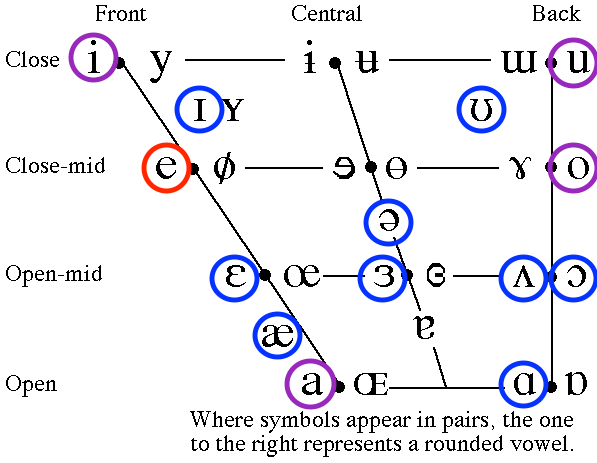 Front Central Back
Close i y ɨ ʉ ɯ u
ɪ ʏ ʊ
Close-mid e ø ɘ ɵ ɤ o
ə
Open-mid ɛ œ ɜ ɞ ʌ ɔ
æ ɐ
Open a ɶ ɑ ɒ
Where symbols appear in pairs, the one
to the right represents a rounded vowel.